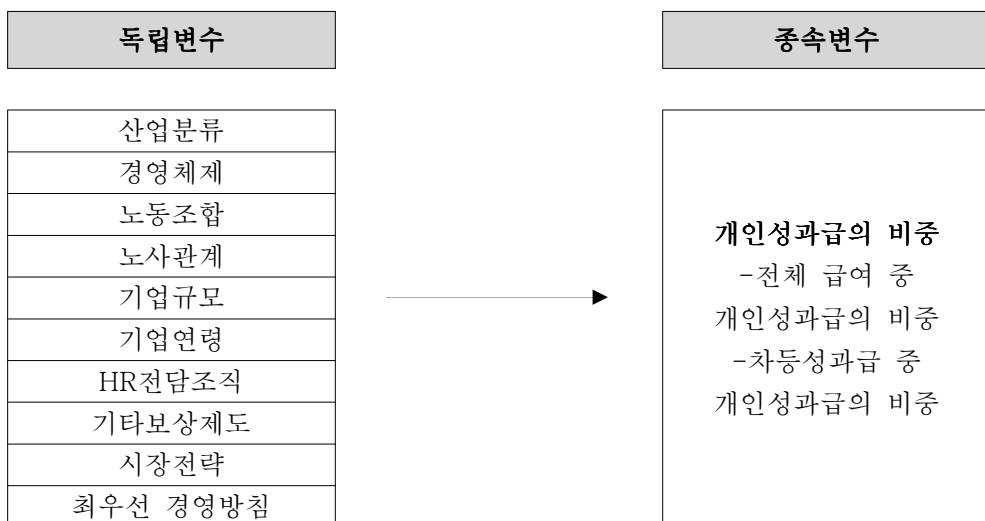 독립변수
종속변수
산업분류
경영체제
노동조합
노사관계
기업규모
기업연령
HR전담조직
기타보상제도
시장전략
최우선 경영방침
개인성과급의 비중
-전체 급여 중
개인성과급의 비중
-차등성과급 중
개인성과급의 비중